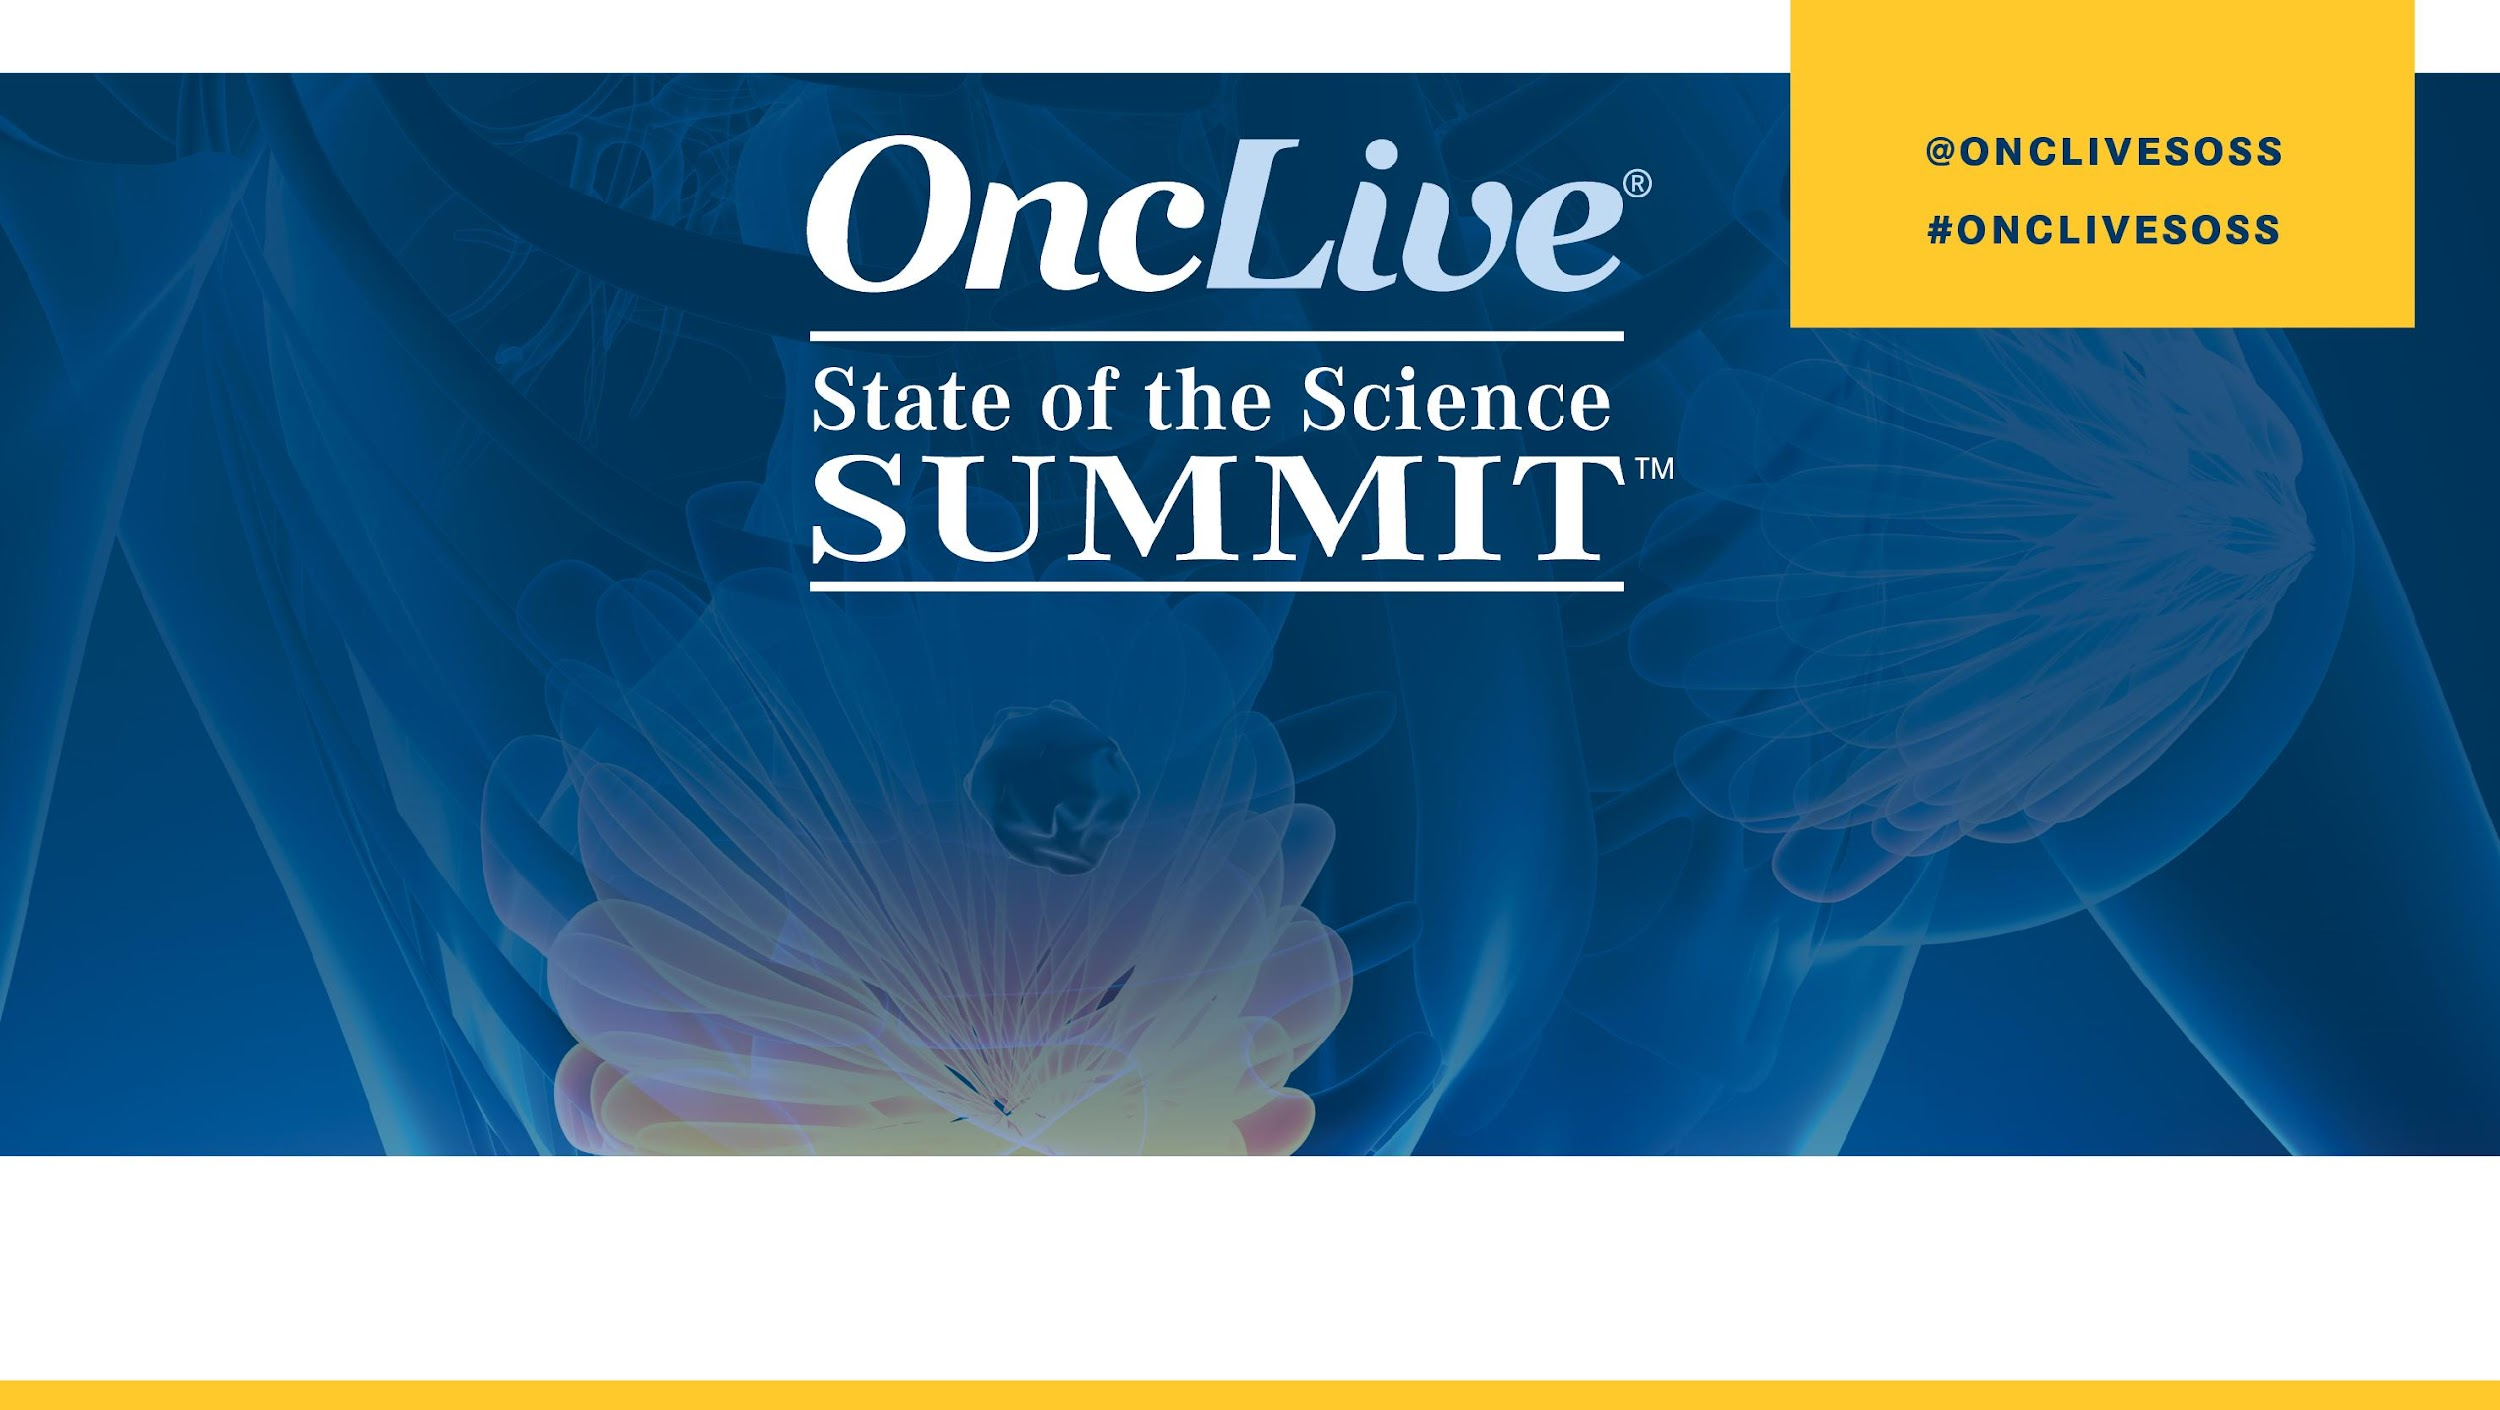 OncLive®
State of the Science
SUMMIT™
@ONCLIVESOSS
#ONCLIVESOSS